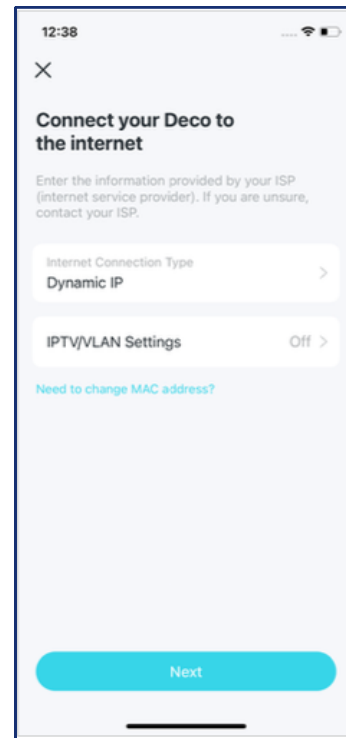 12:38
Connect your Deco to
the internet
Enter the information provided by your ISP
(internet service provider). If you are unsure,
contact your ISP.
Internet Connection Type
Dynamic IP
IPTV/VLAN Settings Off
Need to change MAC address?
Next